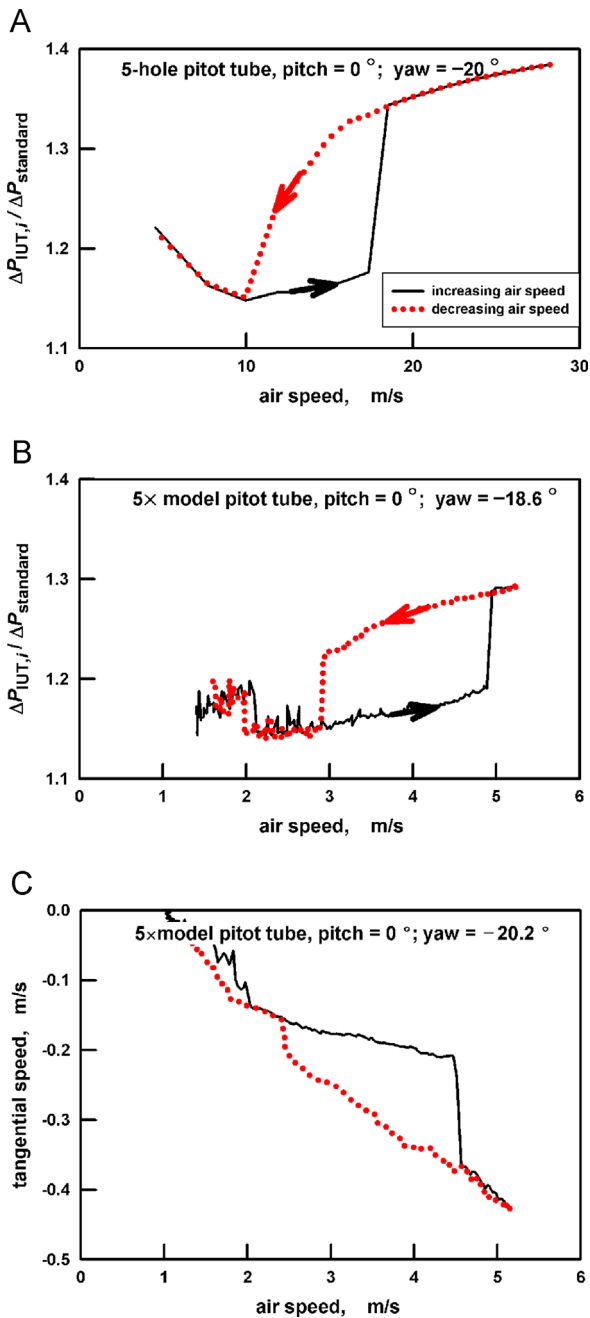 A
5-hole pitot tube, pitch = 0 °; yaw = −20 °
1.4
1.3
1.2
1.1
ΔP_IUT,i / ΔP_standard
increasing air speed
decreasing air speed
0 10 20 30
air speed, m/s
B
5× model pitot tube, pitch = 0 °; yaw = −18.6 °
1.4
1.3
1.2
1.1
ΔP_IUT,i / ΔP_standard
0 1 2 3 4 5 6
air speed, m/s
C
5×model pitot tube, pitch = 0 °; yaw = −20.2 °
0.0
-0.1
-0.2
-0.3
-0.4
-0.5
tangential speed, m/s
0 1 2 3 4 5 6
air speed, m/s